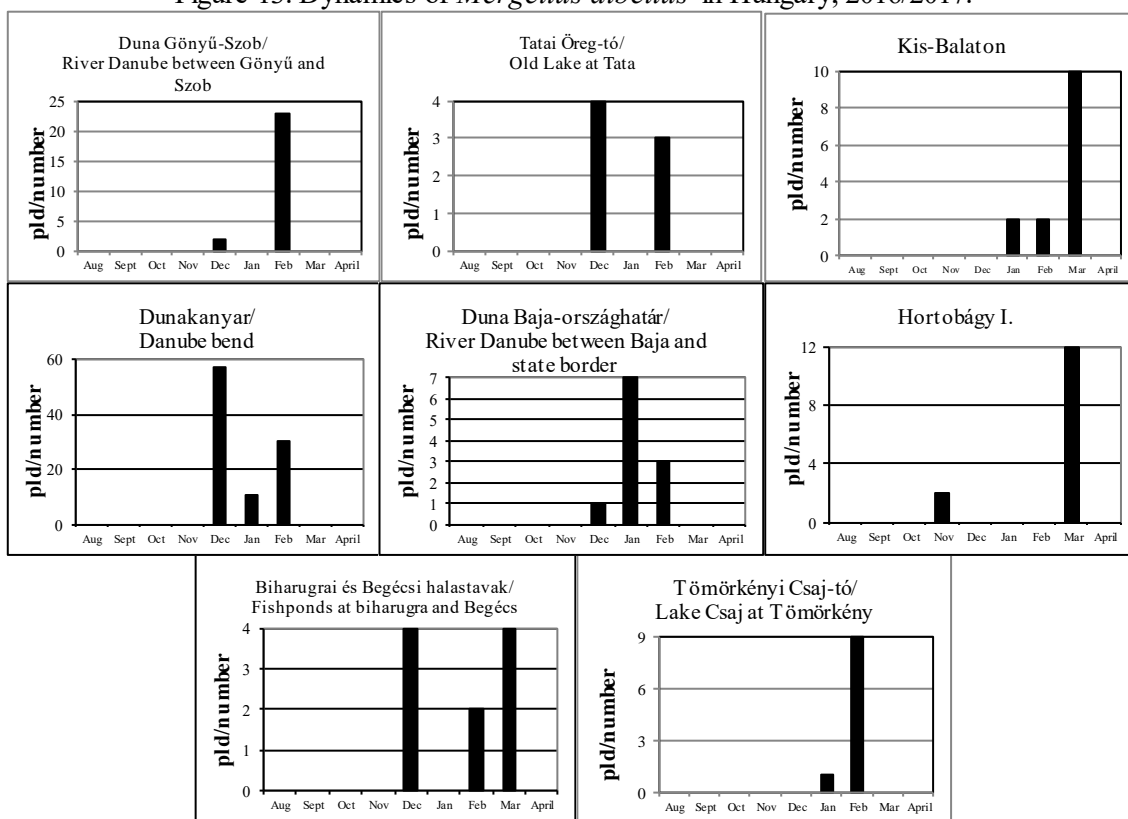 Figure 13. Dynamics of Mergellus albellus in Hungary, 2016/2017.
Duna Gönyű-Szob/
River Danube between Gönyű and
Szob
pld/number
25
20
15
10
5
0
Aug Sept Oct Nov Dec Jan Feb Mar April
Tatai Öreg-tó/
Old Lake at Tata
pld/number
4
3
2
1
0
Aug Sept Oct Nov Dec Jan Feb Mar April
Kis-Balaton
pld/number
10
8
6
4
2
0
Aug Sept Oct Nov Dec Jan Feb Mar April
Dunakanyar/
Danube bend
pld/number
60
40
20
0
Aug Sept Oct Nov Dec Jan Feb Mar April
Duna Baja-országhatár/
River Danube between Baja and
state border
pld/number
7
6
5
4
3
2
1
0
Aug Sept Oct Nov Dec Jan Feb Mar April
Hortobágy I.
pld/number
12
8
4
0
Aug Sept Oct Nov Dec Jan Feb Mar April
Biharugrai és Begécsi halastavak/
Fishponds at biharugra and Begécs
pld/number
4
3
2
1
0
Aug Sept Oct Nov Dec Jan Feb Mar April
Tömörkényi Csaj-tó/
Lake Csaj at Tömörkény
pld/number
9
6
3
0
Aug Sept Oct Nov Dec Jan Feb Mar April